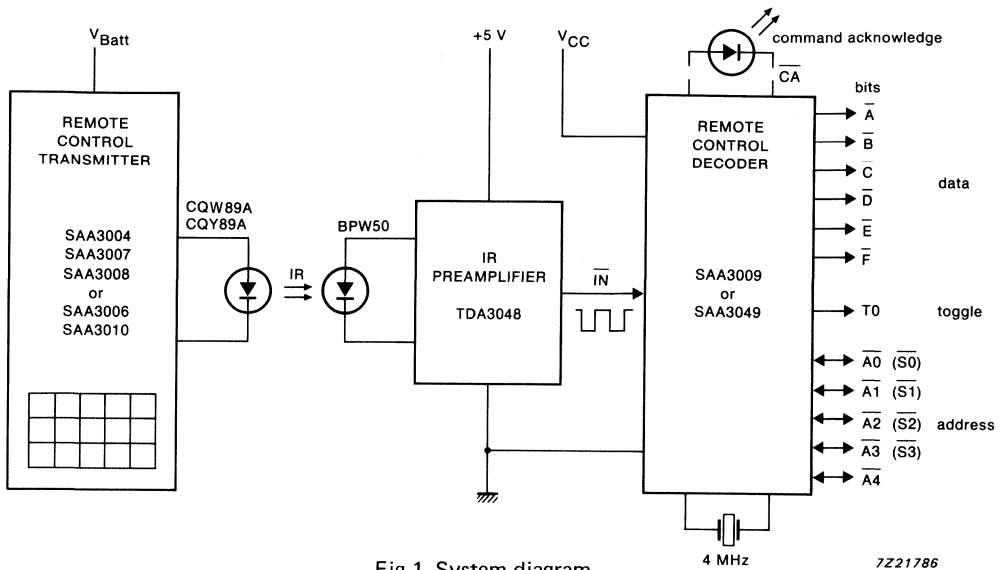 V Batt
REMOTE
CONTROL
TRANSMITTER
SAA3004
SAA3007
SAA3008
or
SAA3006
SAA3010
CQW89A
CQY89A
IR
BPW50
+5 V
IR
PREAMPLIFIER
TDA3048
IN
VCC
command acknowledge
CA
REMOTE
CONTROL
DECODER
SAA3009
or
SAA3049
4 MHz
bits
A
B
C
D
E
F
data
T0 toggle
A0 (S0)
A1 (S1)
A2 (S2) address
A3 (S3)
A4
Fig.1 System diagram
7Z21786